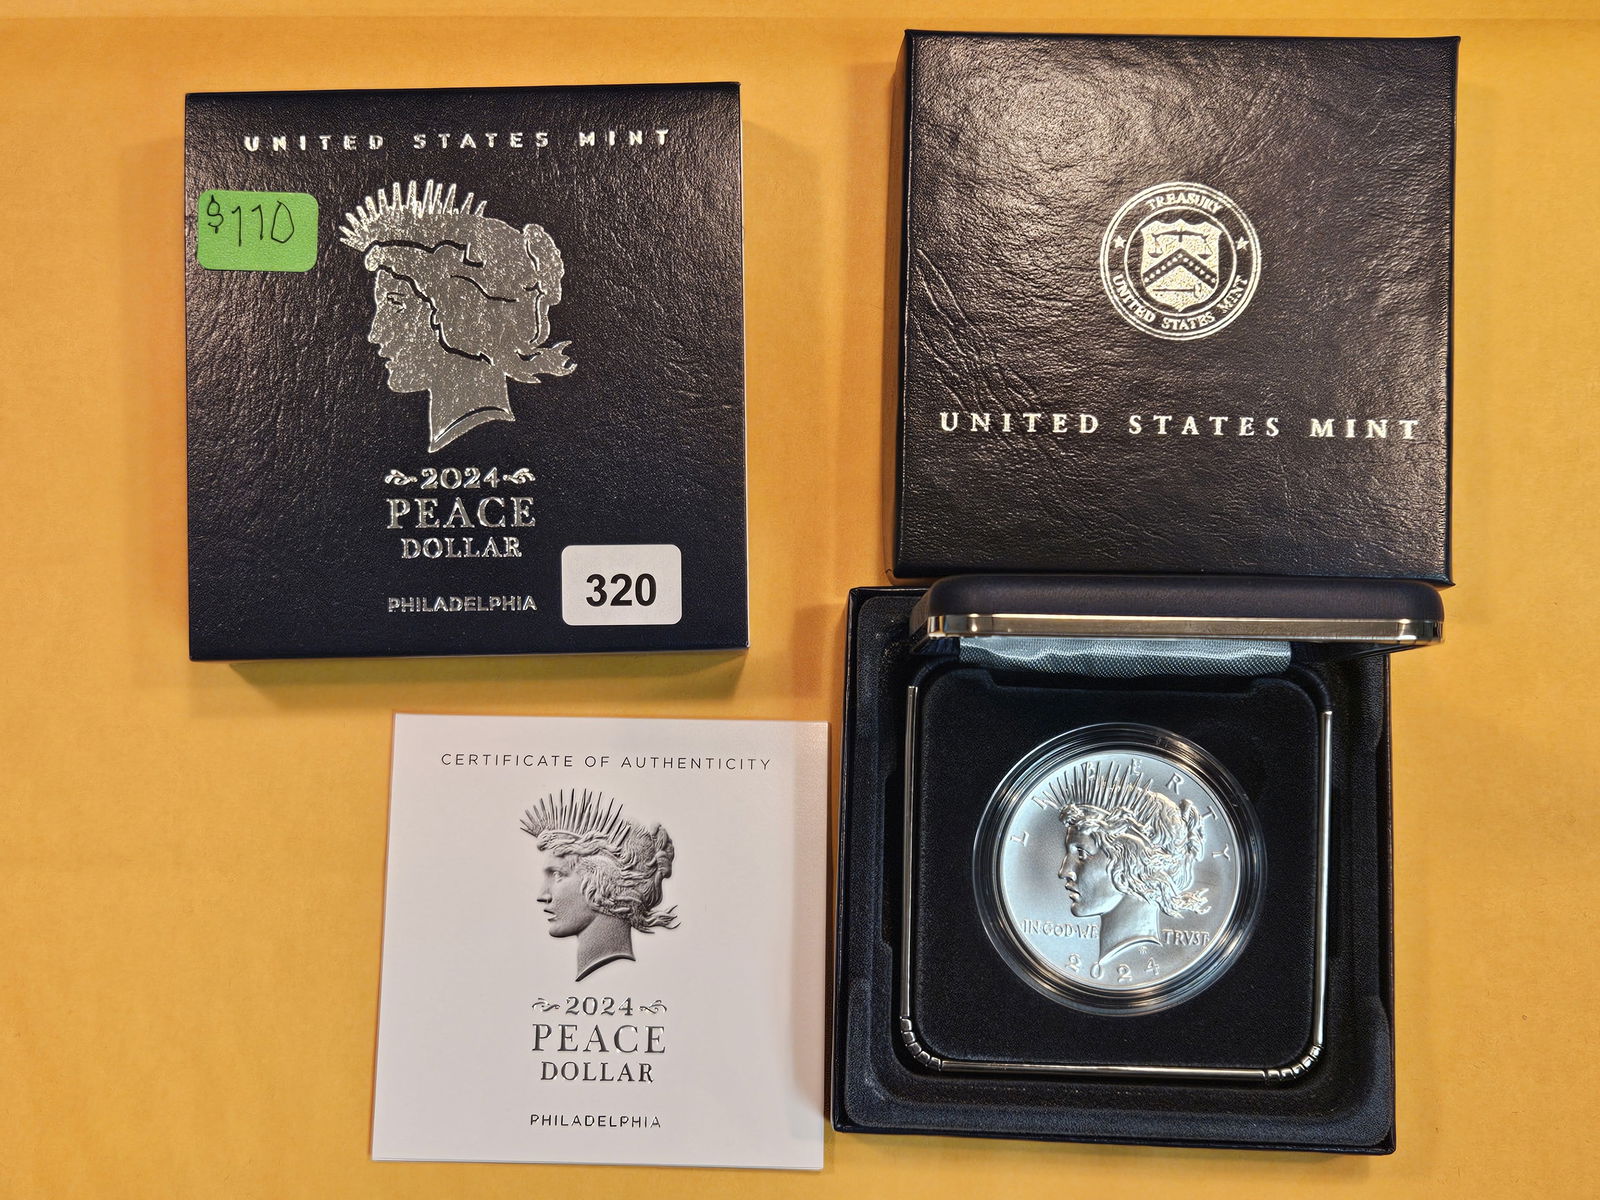 UNITED STATES MINT
$110
2024
PEACE
DOLLAR
PHILADELPHIA
320
TREASURY
UNITED STATES MINT
UNITED STATES MINT
CERTIFICATE OF AUTHENTICITY
2024
PEACE
DOLLAR
PHILADELPHIA
LIBERTY
IN GOD WE TRVST
2024